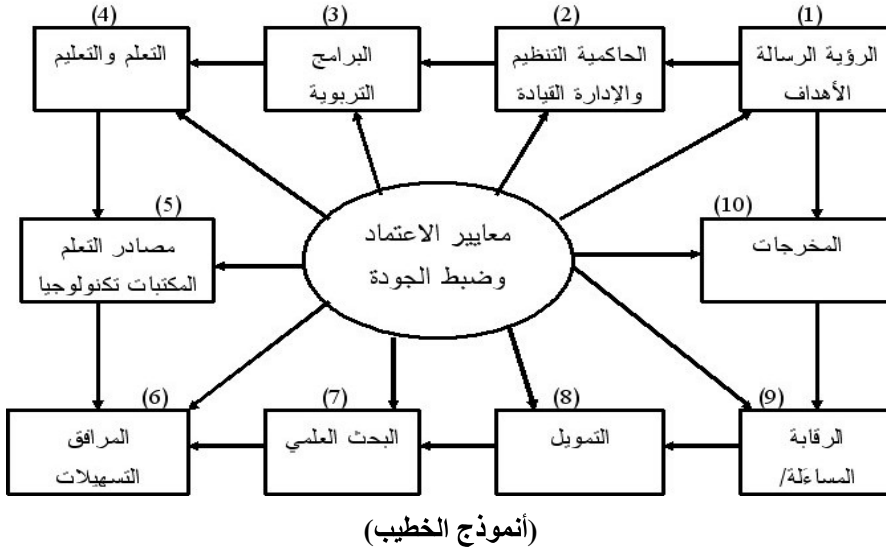 (1)
الرؤية الرسالة
الأهداف
(2)
الحاكمية التنظيم
والإدارة القيادة
(3)
البرامج
التربوية
(4)
التعلم والتعليم
(5)
مصادر التعلم
المكتبات تكنولوجيا
(6)
المرافق
التسهيلات
(7)
البحث العلمي
(8)
التمويل
(9)
الرقابة
المساءَلة/
(10)
المخرجات
معايير الاعتماد
وضبط الجودة
(أنموذج الخطيب)